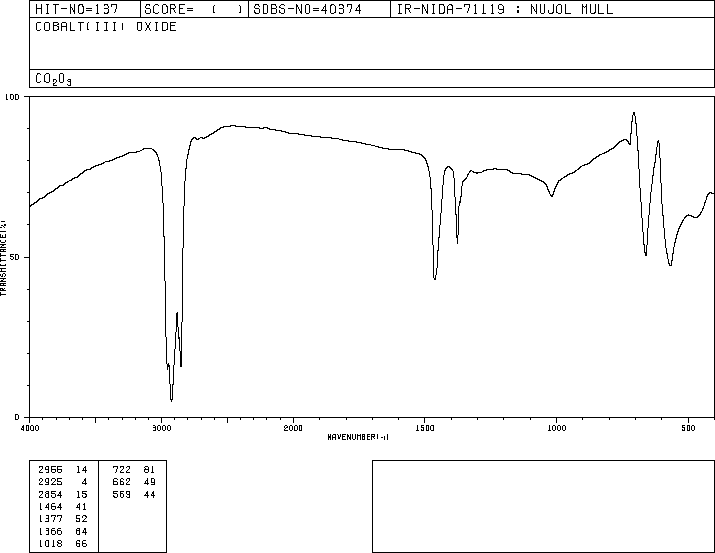 HIT-NO=137 SCORE= ( ) SDBS-NO=40374 IR-NIDA-71119 : NUJOL MULL
COBALT(III) OXIDE
CO2O3
100
50
0
TRANSMITTANCE(%)
4000 3000 2000 1500 1000 500
WAVENUMBER(-1)
2956 14 722 81
2925 4 662 49
2854 15 569 44
1464 41
1377 52
1366 64
1018 66